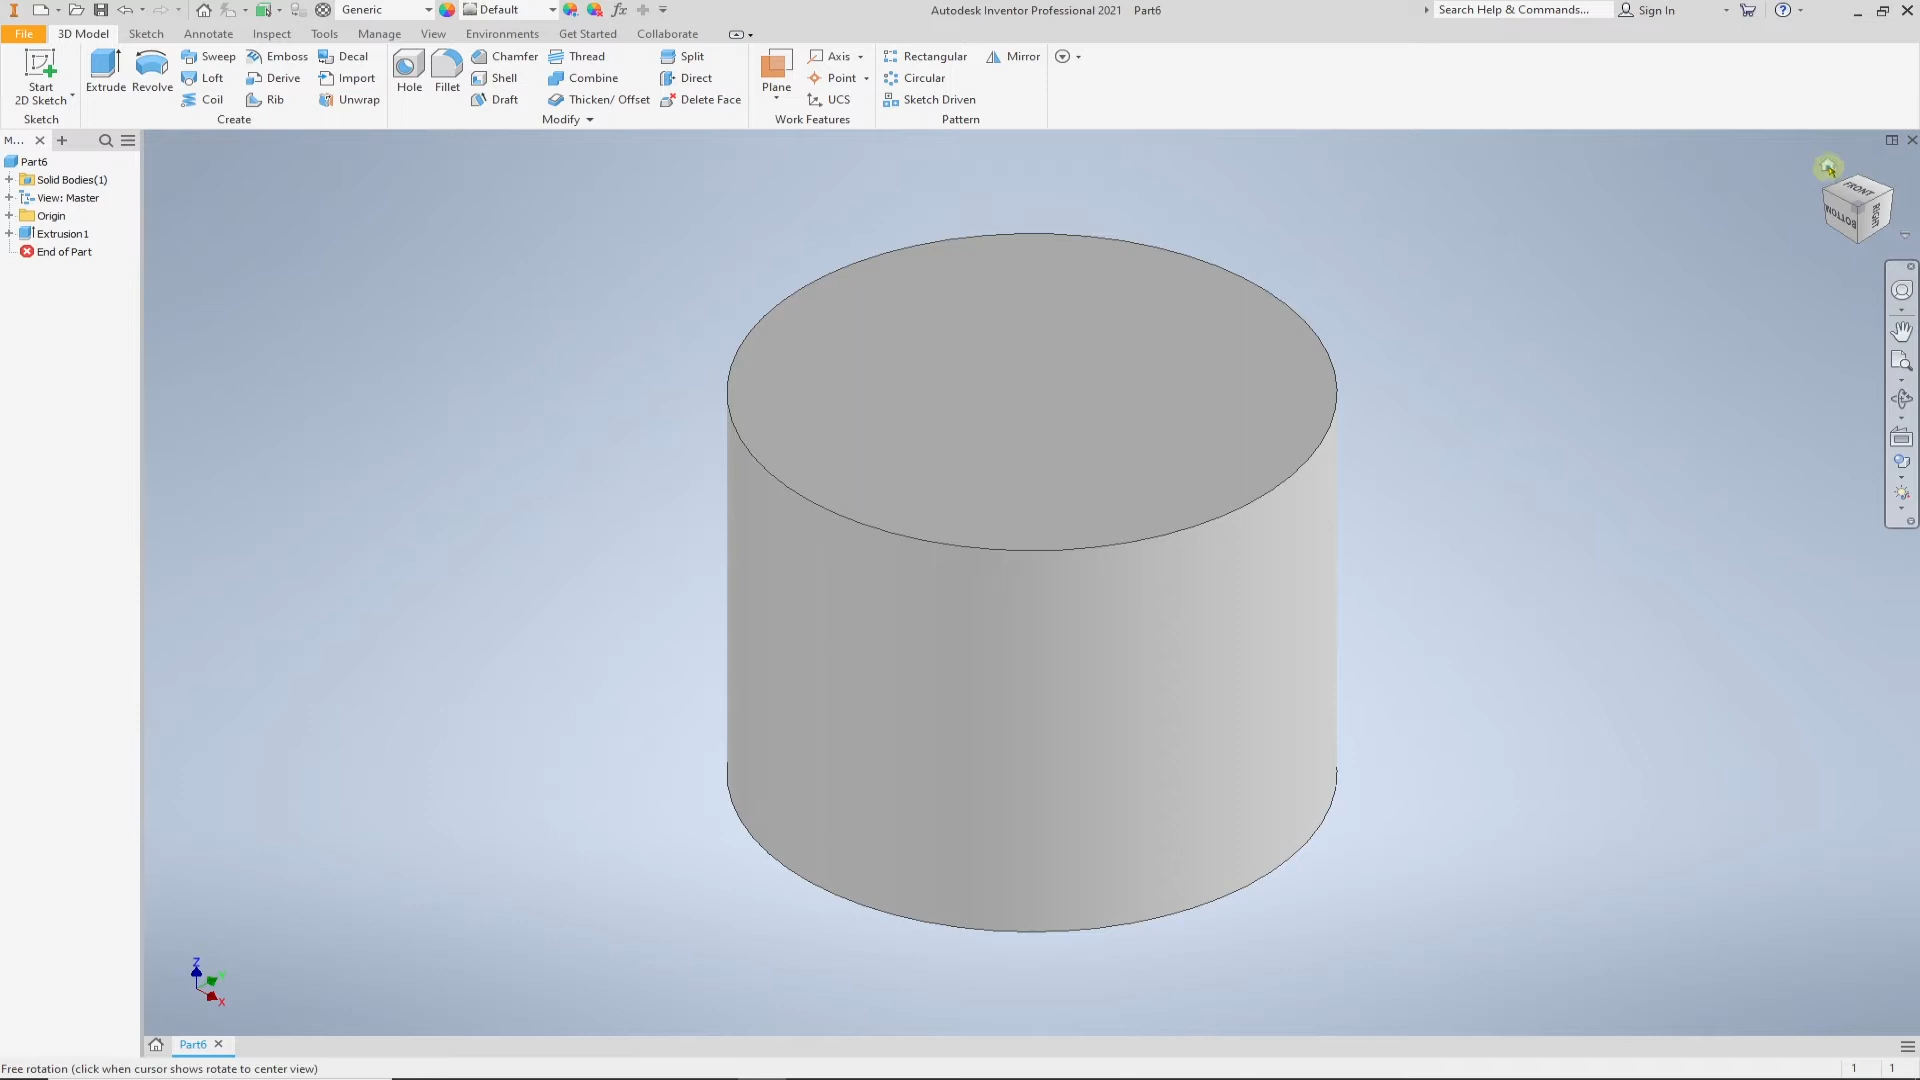 Generic
Default
fx
Autodesk Inventor Professional 2021 Part6
Search Help & Commands...
Sign In
File
3D Model
Sketch
Annotate
Inspect
Tools
Manage
View
Environments
Get Started
Collaborate
Start
2D Sketch
Extrude
Revolve
Sweep
Loft
Coil
Emboss
Derive
Rib
Decal
Import
Unwrap
Hole
Fillet
Chamfer
Shell
Draft
Thread
Combine
Thicken/ Offset
Split
Direct
Delete Face
Plane
Axis
Point
UCS
Rectangular
Circular
Sketch Driven
Mirror
Sketch
Create
Modify
Work Features
Pattern
M...
Part6
Solid Bodies(1)
View: Master
Origin
Extrusion1
End of Part
FRONT
BOTTOM
RIGHT
Z
Y
X
Part6
Free rotation (click when cursor shows rotate to center view)
1
1